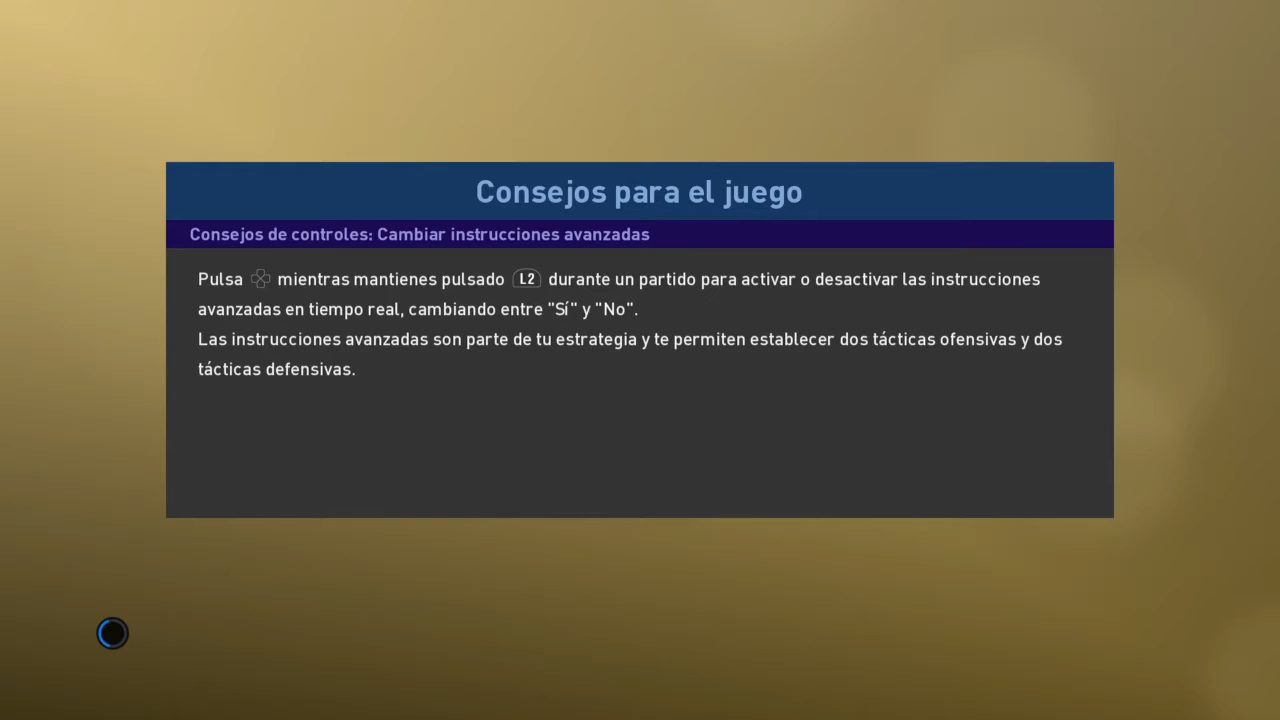 Consejos para el juego
Consejos de controles: Cambiar instrucciones avanzadas
Pulsa mientras mantienes pulsado L2 durante un partido para activar o desactivar las instrucciones
avanzadas en tiempo real, cambiando entre "Sí" y "No".
Las instrucciones avanzadas son parte de tu estrategia y te permiten establecer dos tácticas ofensivas y dos
tácticas defensivas.